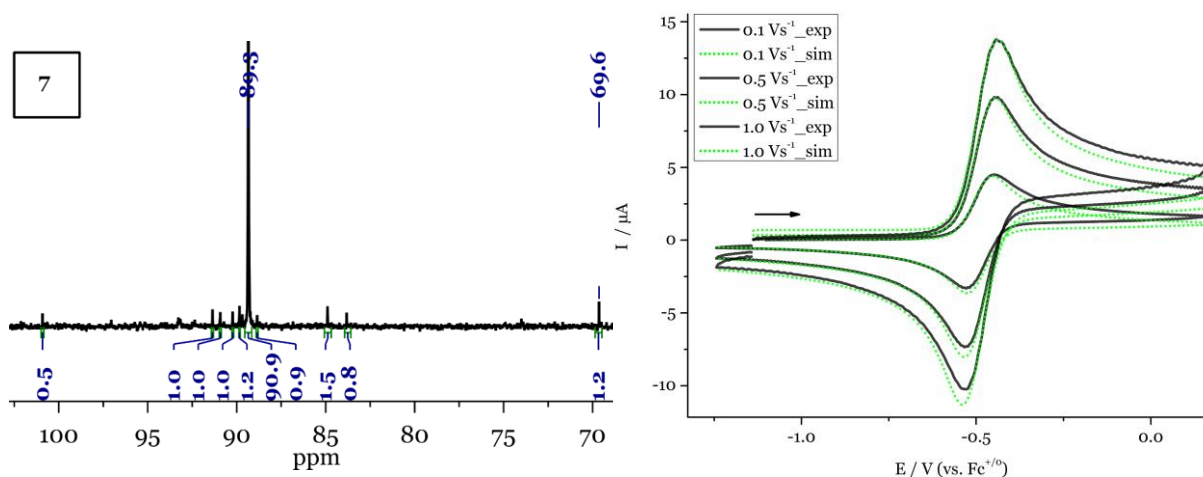 7
89.3
69.6
0.5
1.0
1.0
1.0
1.2
90.9
0.9
1.5
0.8
1.2
100 95 90 85 80 75 70
ppm
0.1 Vs⁻¹_exp
0.1 Vs⁻¹_sim
0.5 Vs⁻¹_exp
0.5 Vs⁻¹_sim
1.0 Vs⁻¹_exp
1.0 Vs⁻¹_sim
15
10
5
0
-5
-10
I / µA
-1.0 -0.5 0.0
E / V (vs. Fc⁺/⁰)